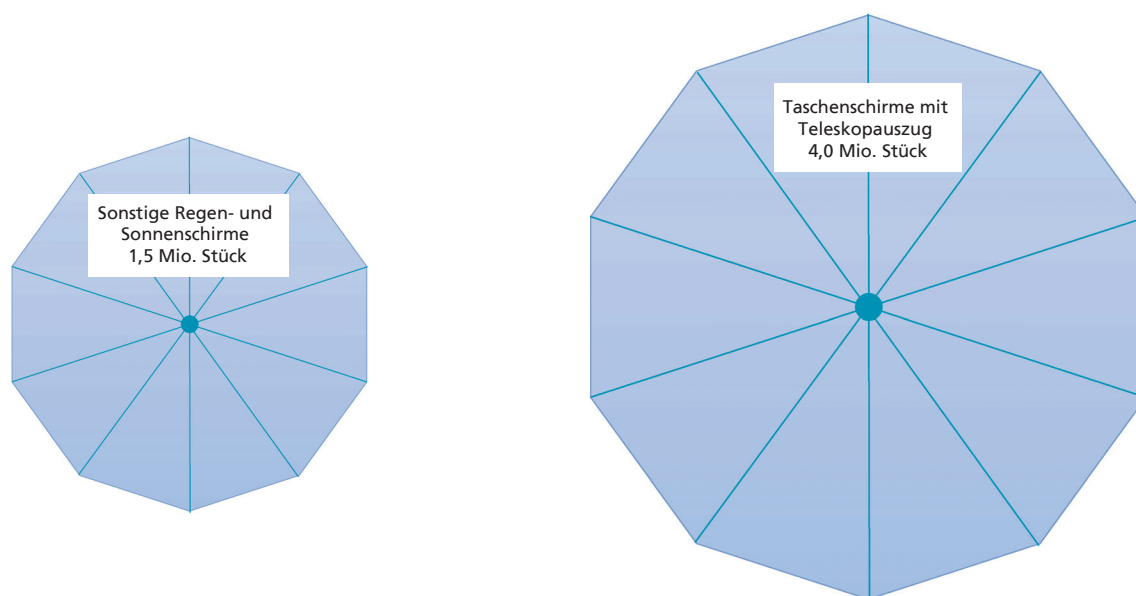 Sonstige Regen- und
Sonnenschirme
1,5 Mio. Stück
Taschenschirme mit
Teleskopauszug
4,0 Mio. Stück